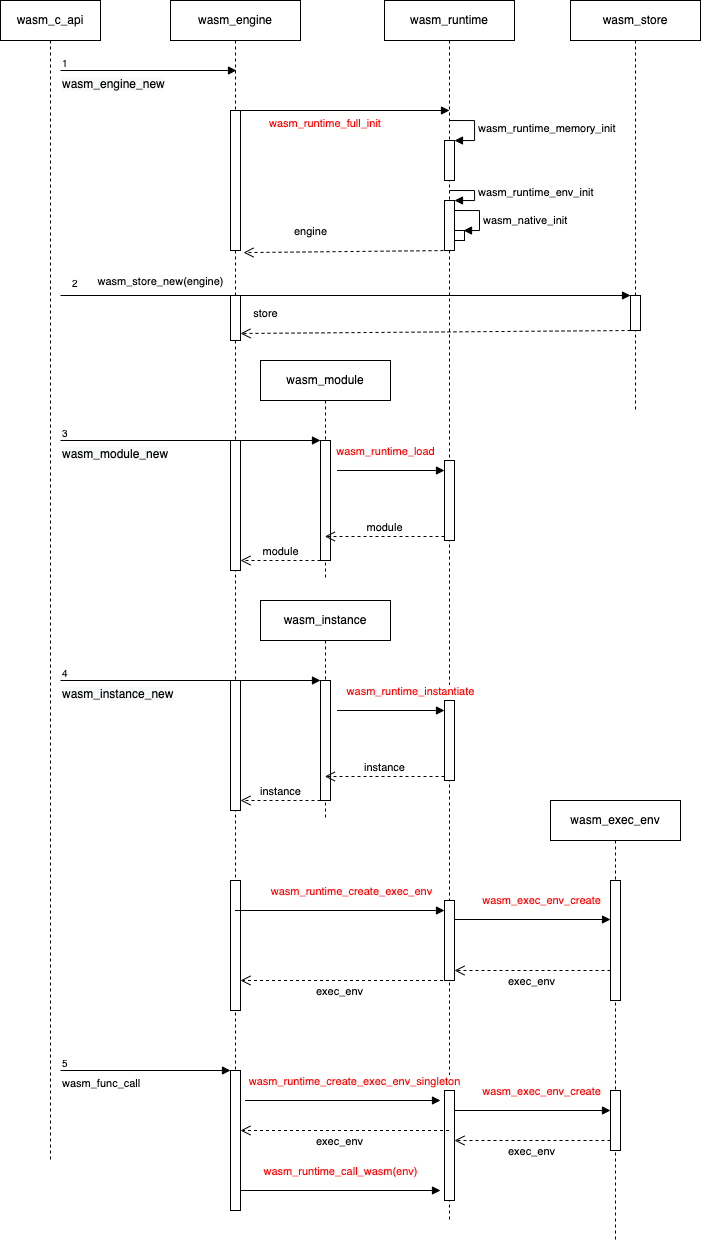 wasm_c_api
wasm_engine
wasm_runtime
wasm_store
1
wasm_engine_new
wasm_runtime_full_init
wasm_runtime_memory_init
wasm_runtime_env_init
wasm_native_init
engine
2
wasm_store_new(engine)
store
wasm_module
3
wasm_module_new
wasm_runtime_load
module
module
wasm_instance
4
wasm_instance_new
wasm_runtime_instantiate
instance
instance
wasm_exec_env
wasm_runtime_create_exec_env
wasm_exec_env_create
exec_env
exec_env
5
wasm_func_call
wasm_runtime_create_exec_env_singleton
wasm_exec_env_create
exec_env
exec_env
wasm_runtime_call_wasm(env)